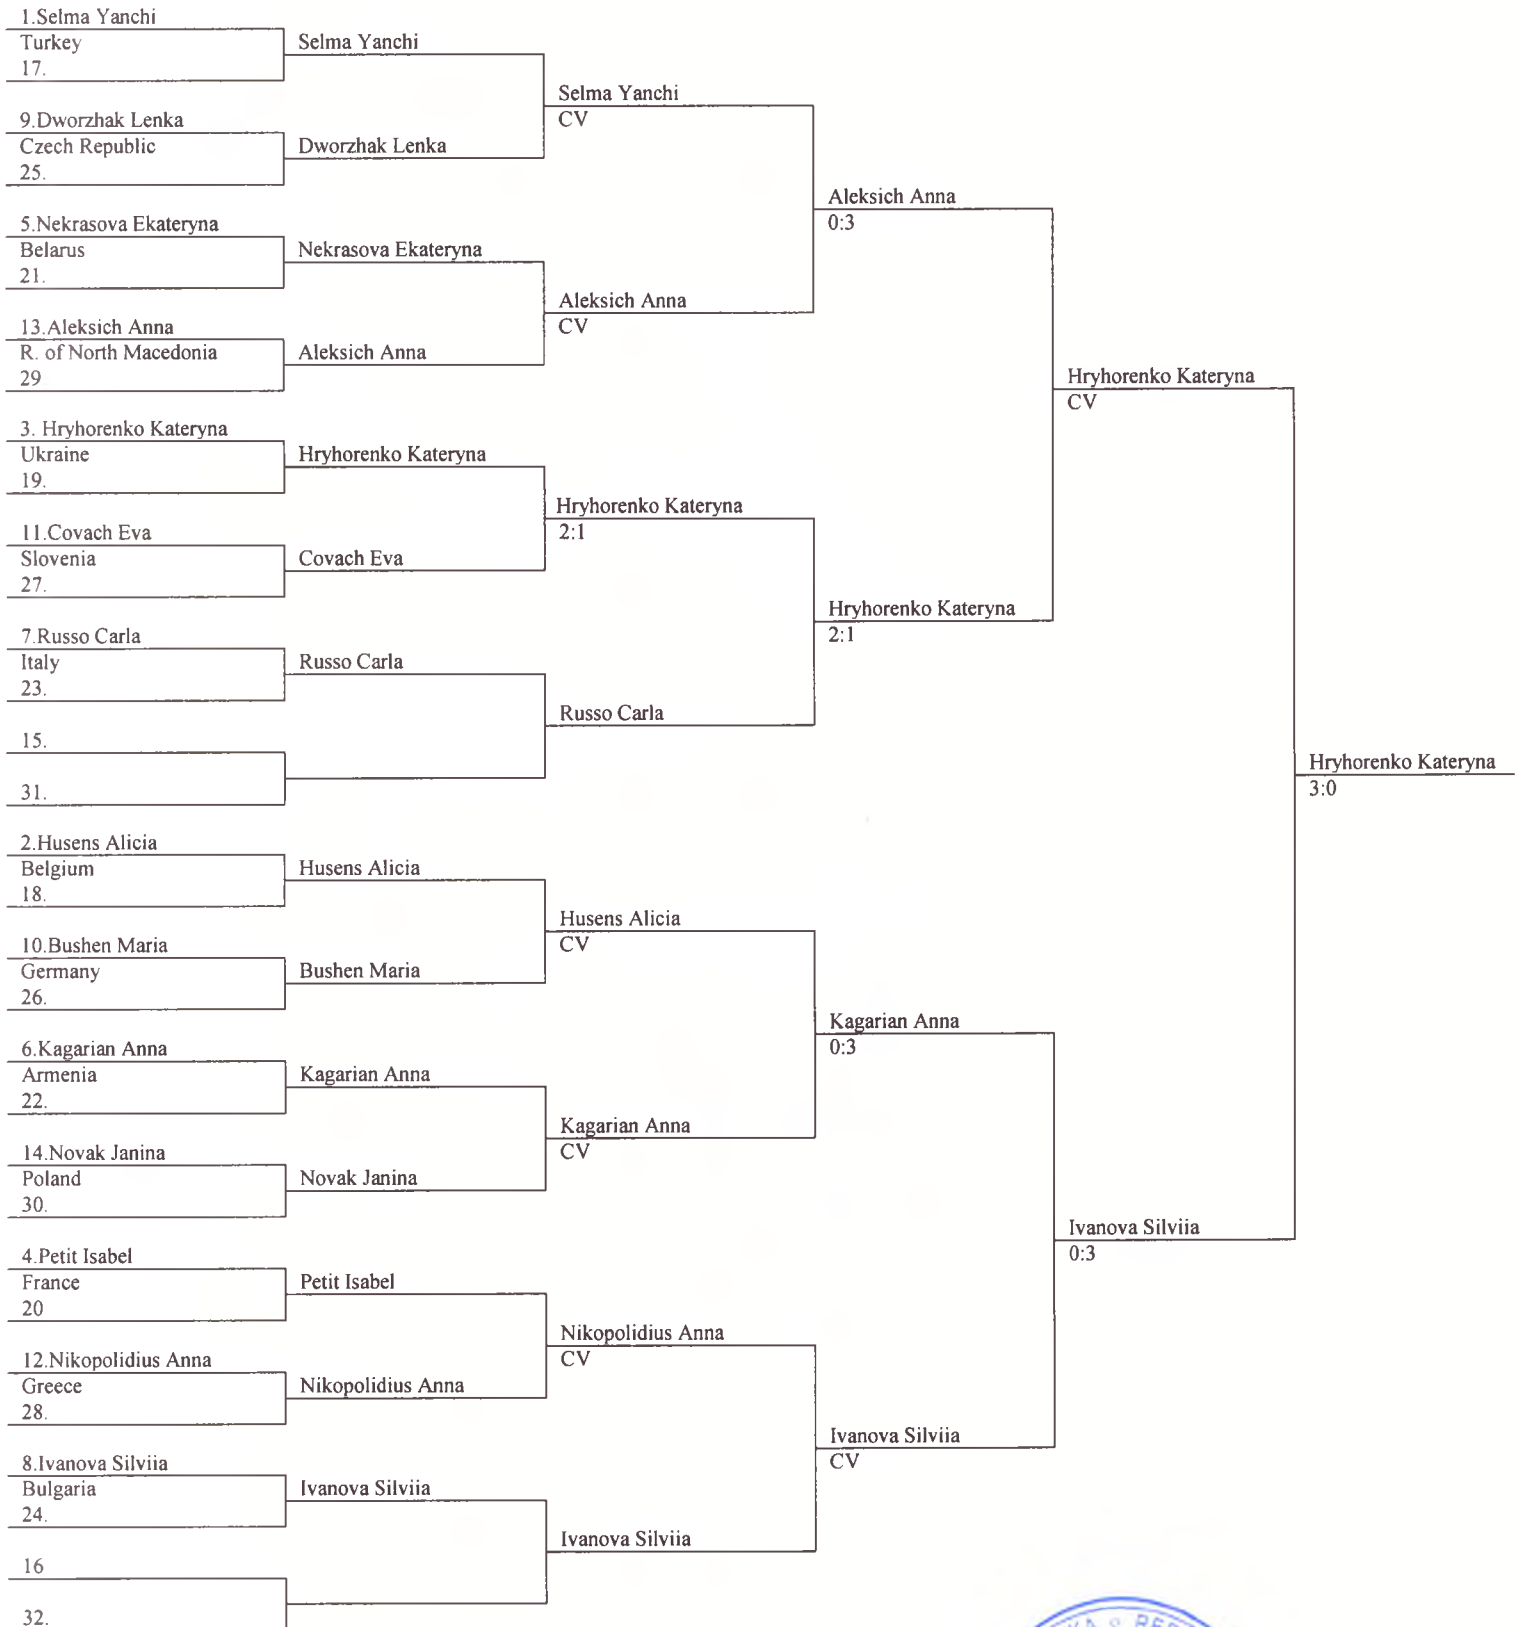 1.Selma Yanchi
Turkey
17.
9.Dworzhak Lenka
Czech Republic
25.
5.Nekrasova Ekateryna
Belarus
21.
13.Aleksich Anna
R. of North Macedonia
29
3. Hryhorenko Kateryna
Ukraine
19.
11.Covach Eva
Slovenia
27.
7.Russo Carla
Italy
23.
15.
31.
2.Husens Alicia
Belgium
18.
10.Bushen Maria
Germany
26.
6.Kagarian Anna
Armenia
22.
14.Novak Janina
Poland
30.
4.Petit Isabel
France
20
12.Nikopolidius Anna
Greece
28.
8.Ivanova Silviia
Bulgaria
24.
16
32.
Selma Yanchi
Dworzhak Lenka
Nekrasova Ekateryna
Aleksich Anna
Hryhorenko Kateryna
Covach Eva
Russo Carla
Husens Alicia
Bushen Maria
Kagarian Anna
Novak Janina
Petit Isabel
Nikopolidius Anna
Ivanova Silviia
Selma Yanchi
CV
Aleksich Anna
CV
Hryhorenko Kateryna
2:1
Russo Carla
Husens Alicia
CV
Kagarian Anna
CV
Nikopolidius Anna
CV
Ivanova Silviia
Aleksich Anna
0:3
Hryhorenko Kateryna
2:1
Kagarian Anna
0:3
Ivanova Silviia
CV
Hryhorenko Kateryna
CV
Ivanova Silviia
0:3
Hryhorenko Kateryna
3:0